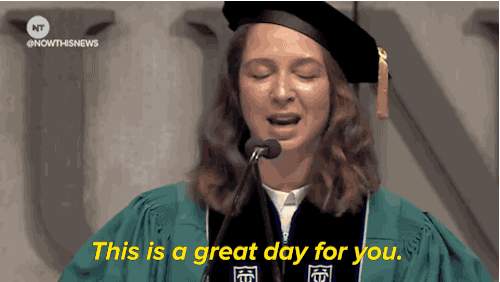 NT
@NOWTHISNEWS
This is a great day for you.